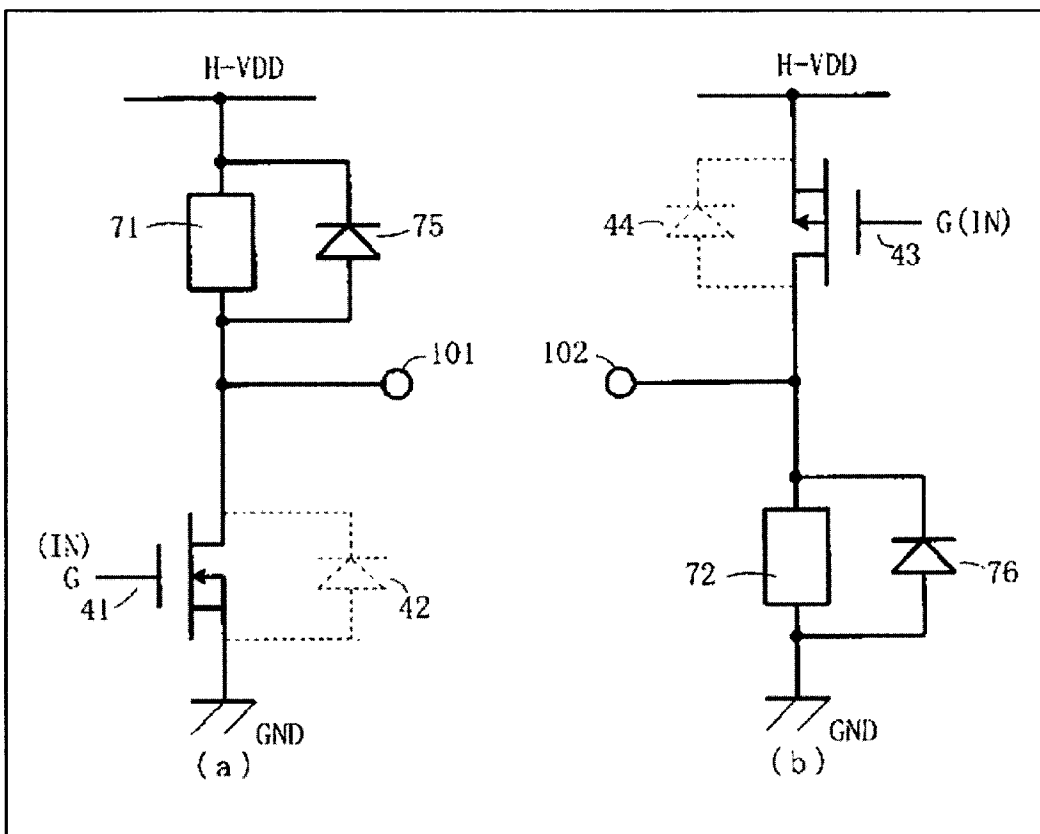 H-VDD
71
75
101
(IN)
G
41
42
GND
(a)
H-VDD
44
G(IN)
43
102
72
76
GND
(b)